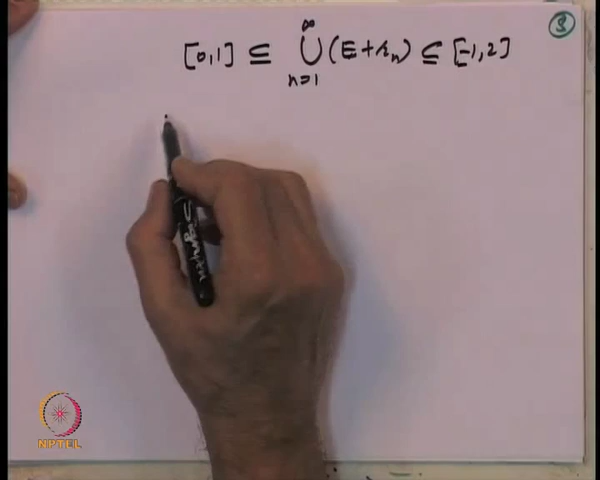 ③
[0,1] ⊆ ⋃_{n=1}^{∞} (E + r_n) ⊆ [-1,2]
NPTEL